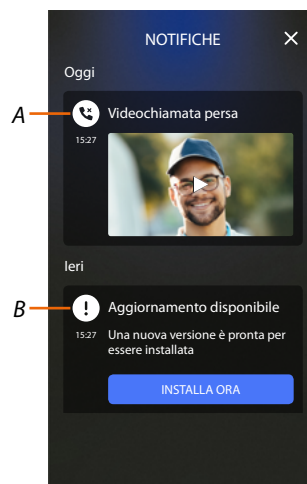 NOTIFICHE
Oggi
A
Videochiamata persa
15:27
Ieri
B
Aggiornamento disponibile
15:27
Una nuova versione è pronta per
essere installata
INSTALLA ORA